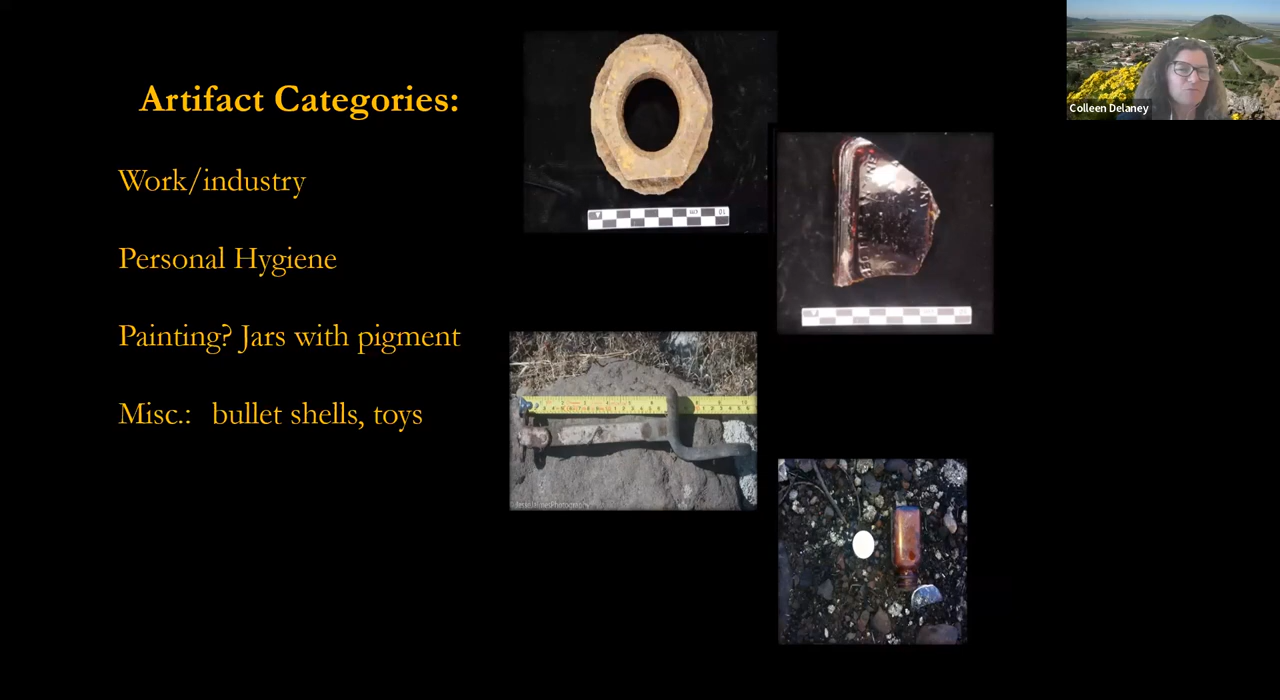 Artifact Categories:
Work/industry
Personal Hygiene
Painting? Jars with pigment
Misc.: bullet shells, toys
Colleen Delaney